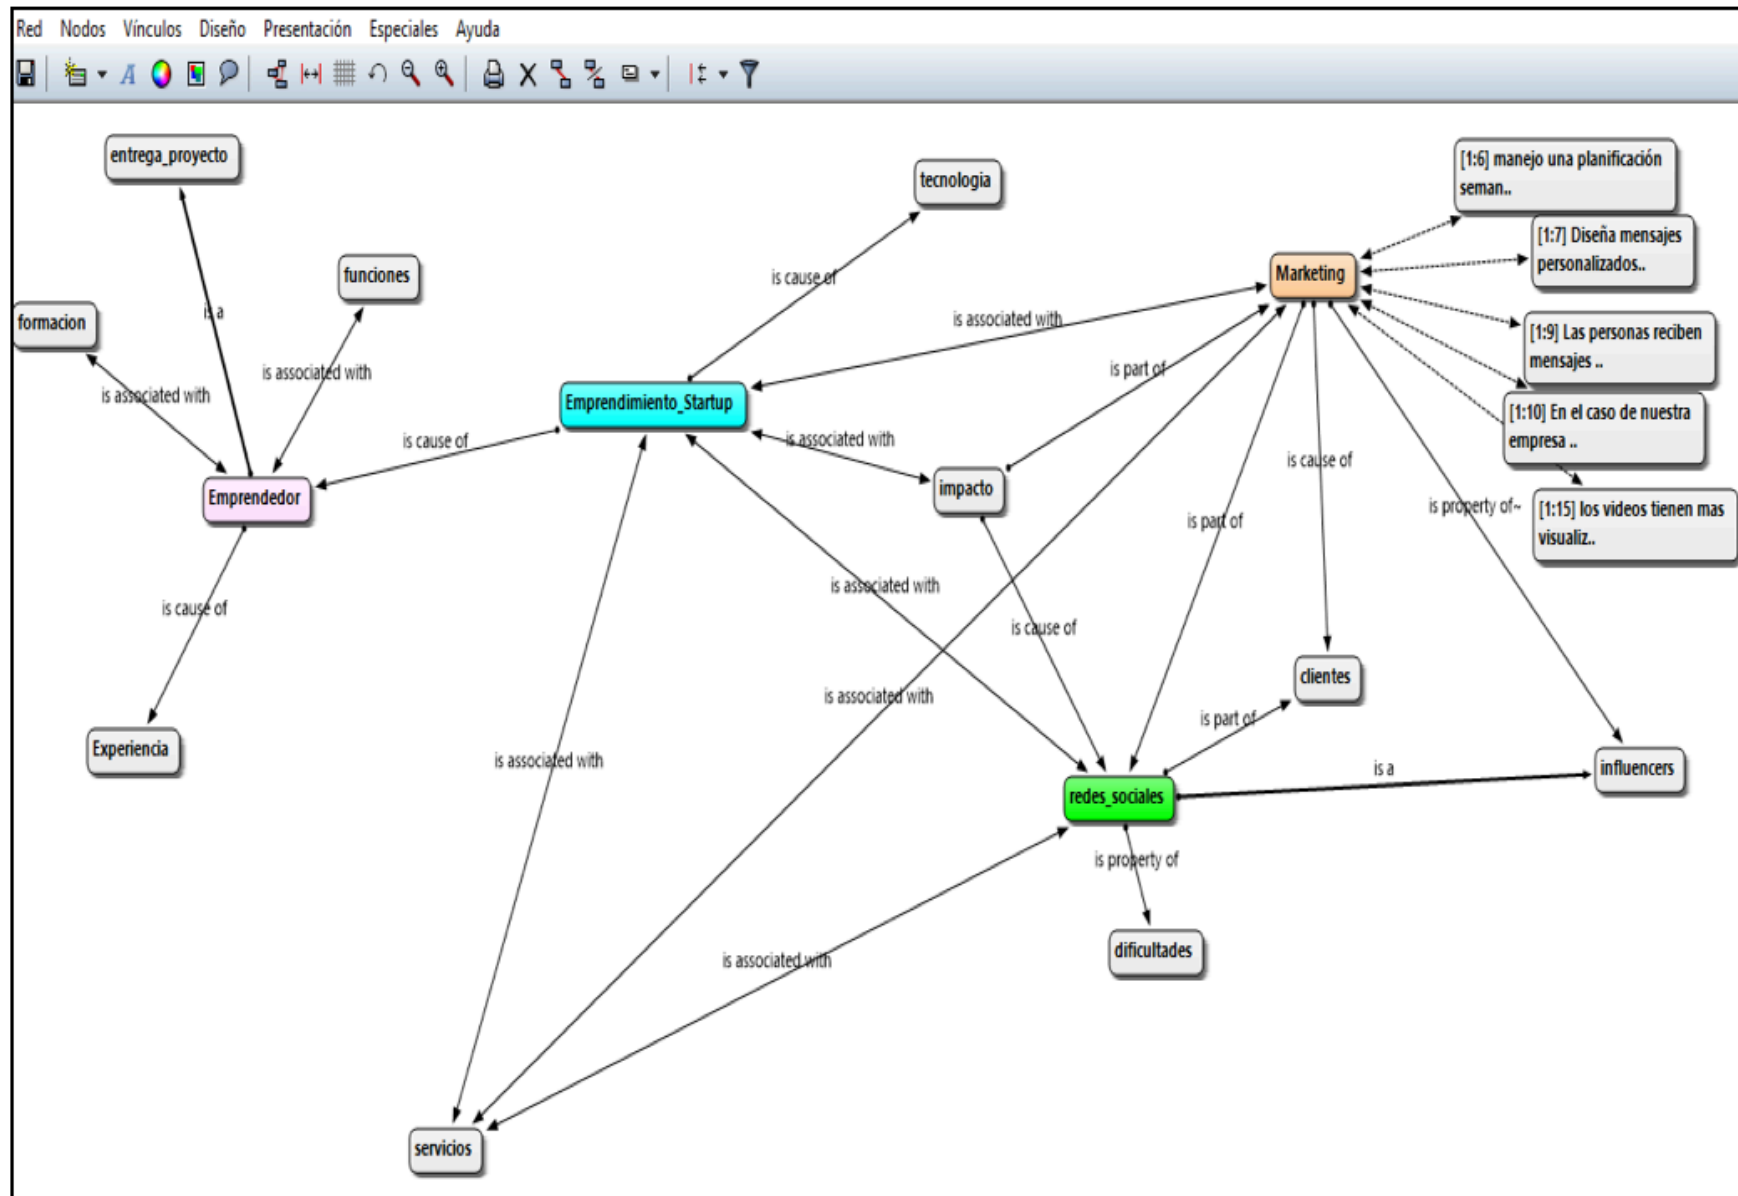 Red Nodos Vínculos Diseño Presentación Especiales Ayuda
entrega_proyecto
tecnologia
[1:6] manejo una planificación
seman..
[1:7] Diseña mensajes
personalizados..
Marketing
funciones
formacion
is a
is cause of
is associated with
[1:9] Las personas reciben
mensajes ..
is associated with
is associated with
is part of
Emprendimiento_Startup
[1:10] En el caso de nuestra
empresa ..
is cause of
is associated with
is cause of
Emprendedor
impacto
is property of~
[1:15] los videos tienen mas
visualiz..
is part of
is associated with
is cause of
is cause of
clientes
is associated with
is part of
Experiencia
is associated with
is a
influencers
redes_sociales
is property of
dificultades
is associated with
servicios